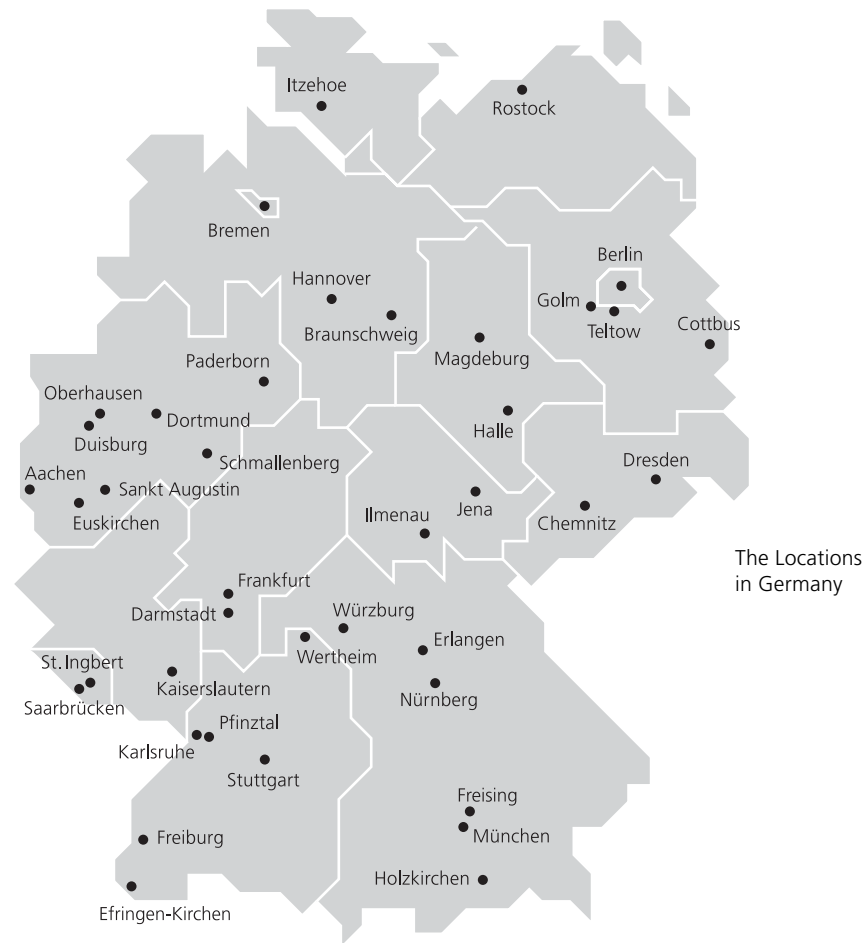 Itzehoe
Rostock
Bremen
Berlin
Hannover
Golm
Braunschweig
Teltow
Cottbus
Magdeburg
Paderborn
Oberhausen
Dortmund
Duisburg
Halle
Schmallenberg
Dresden
Aachen
Sankt Augustin
Jena
Euskirchen
Ilmenau
Chemnitz
The Locations
in Germany
Frankfurt
Darmstadt
Würzburg
Erlangen
Wertheim
St. Ingbert
Kaiserslautern
Nürnberg
Saarbrücken
Pfinztal
Karlsruhe
Stuttgart
Freising
Freiburg
München
Holzkirchen
Efringen-Kirchen